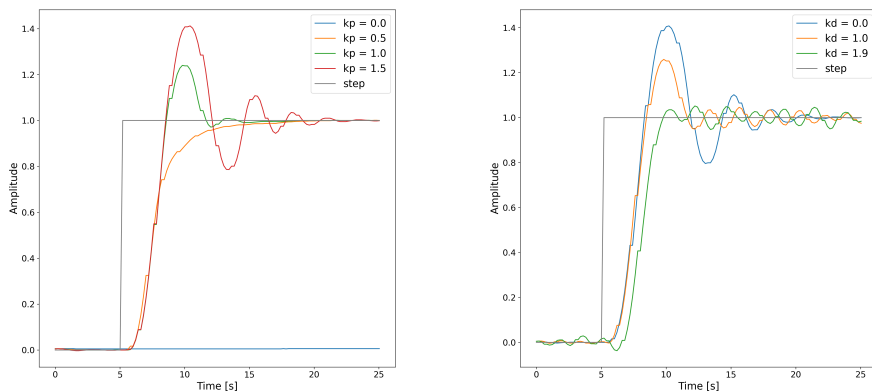 1.4
1.2
1.0
0.8
0.6
0.4
0.2
0.0
Amplitude
0
5
10
15
20
25
Time [s]
kp = 0.0
kp = 0.5
kp = 1.0
kp = 1.5
step
1.4
1.2
1.0
0.8
0.6
0.4
0.2
0.0
Amplitude
0
5
10
15
20
25
Time [s]
kd = 0.0
kd = 1.0
kd = 1.9
step